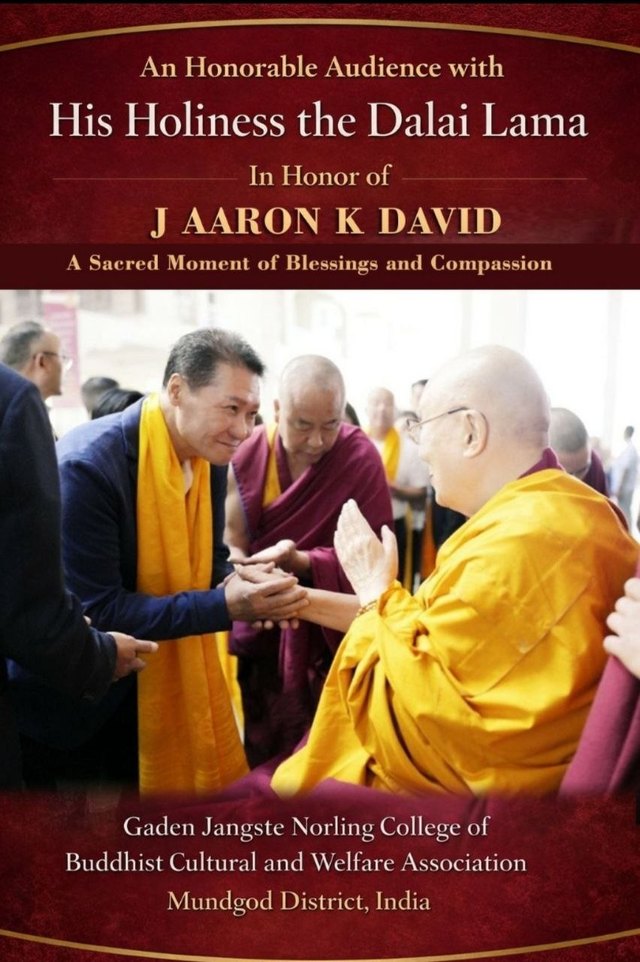 An Honorable Audience with
His Holiness the Dalai Lama
In Honor of
J AARON K DAVID
A Sacred Moment of Blessings and Compassion
Gaden Jangste Norling College of
Buddhist Cultural and Welfare Association
Mundgod District, India